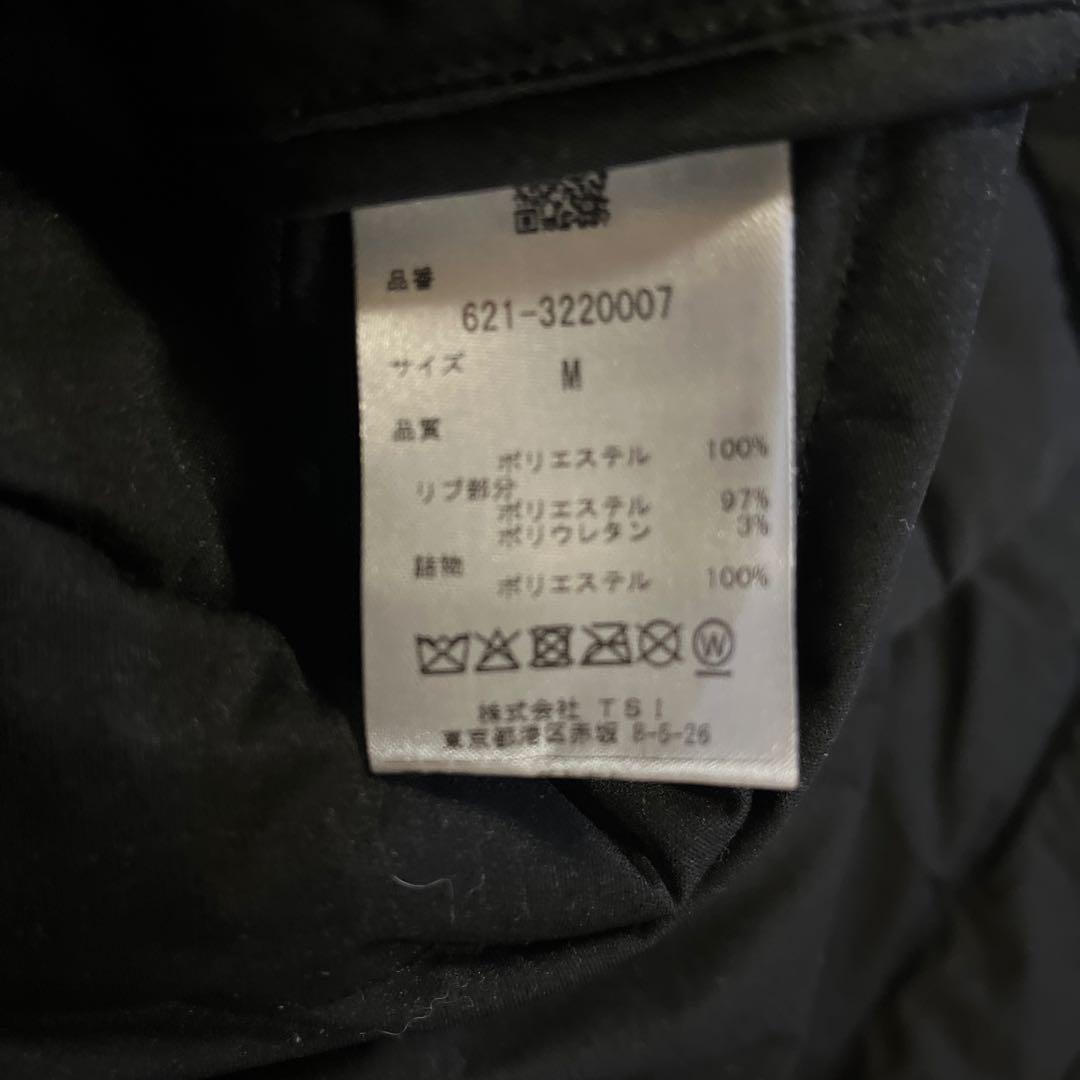 品番
621-3220007
サイズ M
品質
ポリエステル 100%
リブ部分
ポリエステル 97%
ポリウレタン 3%
詰物
ポリエステル 100%
W
株式会社 TSI
東京都港区赤坂 8-5-26